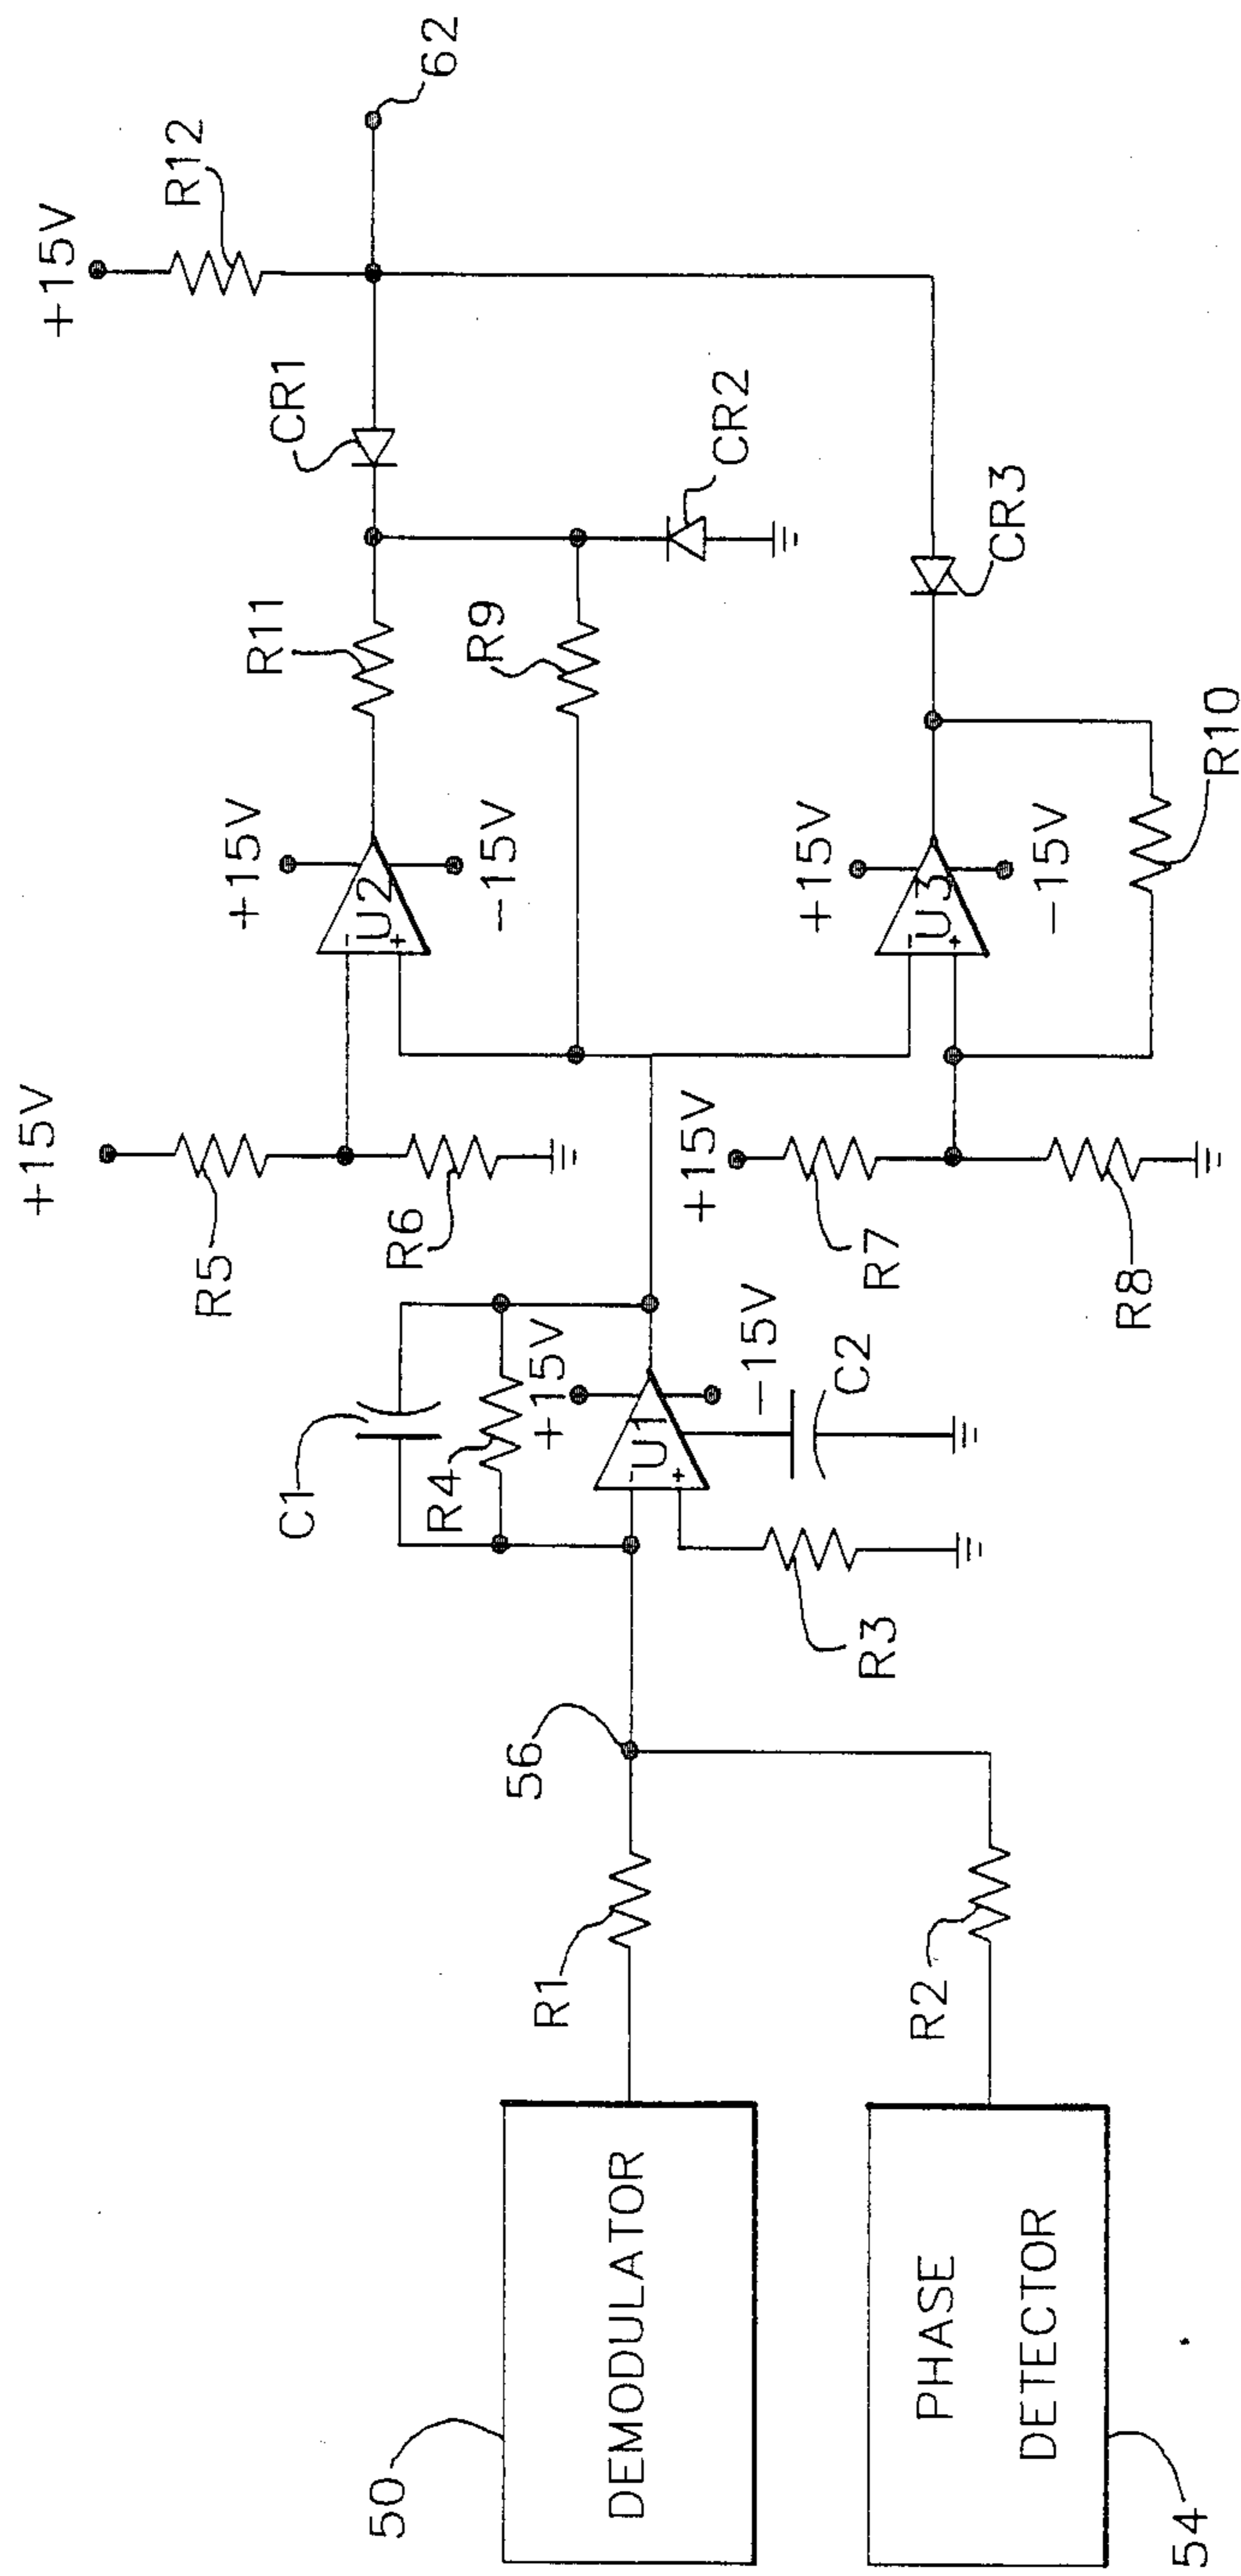 50
DEMODULATOR
54
PHASE
DETECTOR
R1
R2
56
C1
R4
+15V
U1
-
+
-15V
C2
R3
+15V
R5
R6
+15V
R7
R8
+15V
U2
-
+
-15V
R11
R9
+15V
U3
-
+
-15V
R10
CR1
CR2
CR3
+15V
R12
62